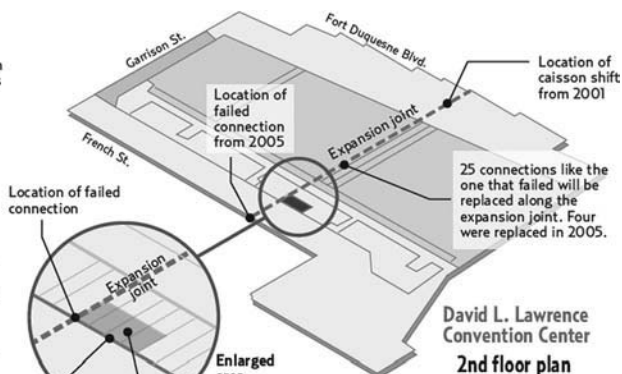 Garrison St.
Fort Duquesne Blvd.
Location of
caisson shift
from 2001
Location of
failed
connection
from 2005
Expansion joint
French St.
25 connections like the
one that failed will be
replaced along the
expansion joint. Four
were replaced in 2005.
Location of failed
connection
Expansion
joint
David L. Lawrence
Convention Center
2nd floor plan
Enlarged